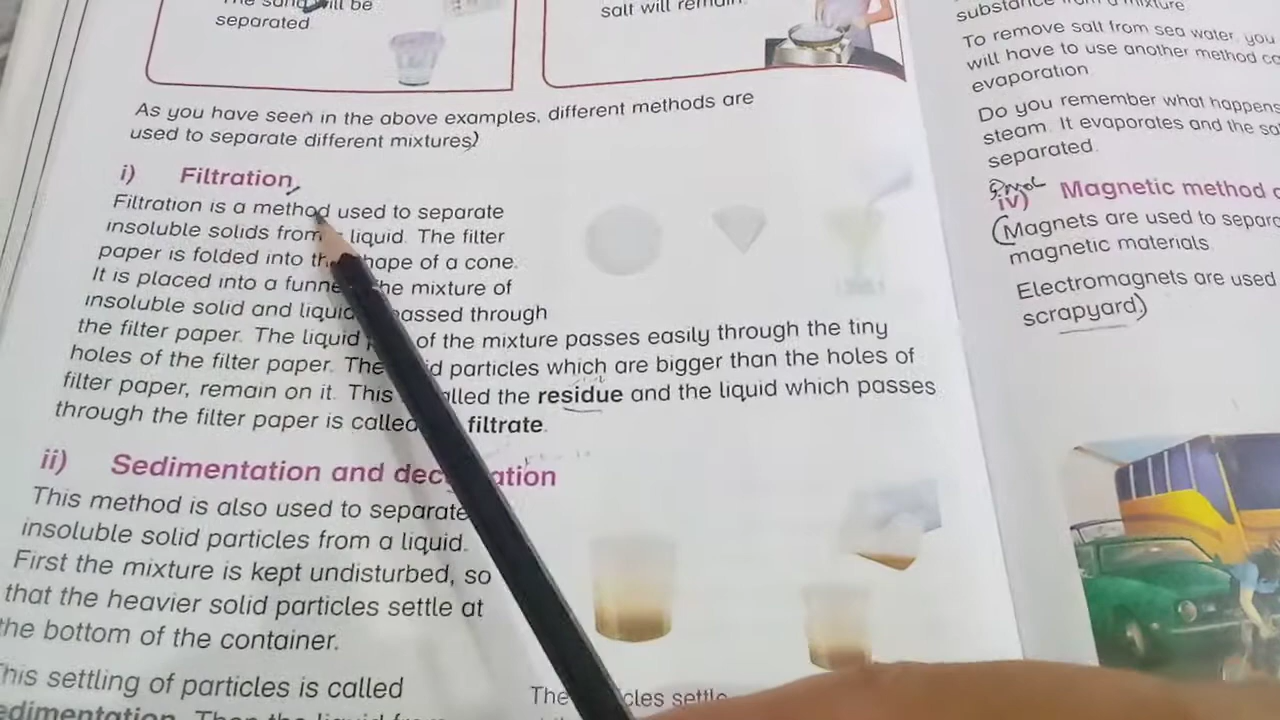 The sand will be
separated
salt will remain.
As you have seen in the above examples, different methods are
used to separate different mixtures)
i) Filtration
Filtration is a method used to separate
insoluble solids from liquid. The filter
paper is folded into the shape of a cone.
It is placed into a funnel The mixture of
insoluble solid and liquid passed through
the filter paper. The liquid of the mixture passes easily through the tiny
holes of the filter paper. The particles which are bigger than the holes of
filter paper, remain on it. This called the residue and the liquid which passes
through the filter paper is called filtrate.
ii) Sedimentation and decantation
This method is also used to separate
insoluble solid particles from a liquid.
First the mixture is kept undisturbed, so
that the heavier solid particles settle at
the bottom of the container.
This settling of particles is called
sedimentation. Then the liquid from
The particles settle
substance from a mixture
To remove salt from sea water, you
will have to use another method
evaporation
Do you remember what happens
steam. It evaporates and the
separated.
iv) Magnetic method
(Magnets are used to
magnetic materials.
Electromagnets are used
scrapyard)